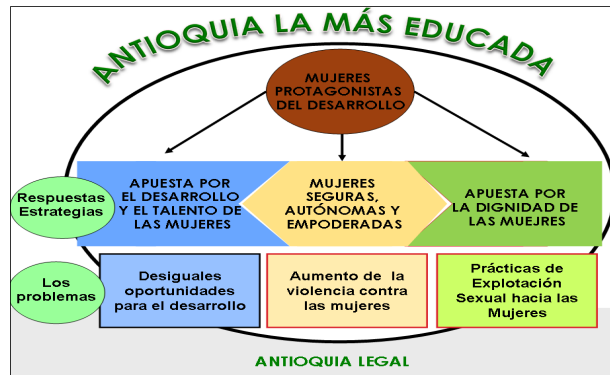 ANTIOQUIA LA MÁS EDUCADA
MUJERES
PROTAGONISTAS
DEL DESARROLLO
Respuestas
Estrategias
APUESTA POR
EL DESARROLLO
Y EL TALENTO DE
LAS MUJERES
MUJERES
SEGURAS,
AUTÓNOMAS Y
EMPODERADAS
APUESTA POR
LA DIGNIDAD DE
LAS MUEJRES
Los
problemas
Desiguales
oportunidades
para el desarrollo
Aumento de la
violencia contra
las mujeres
Prácticas de
Explotación
Sexual hacia las
Mujeres
ANTIOQUIA LEGAL